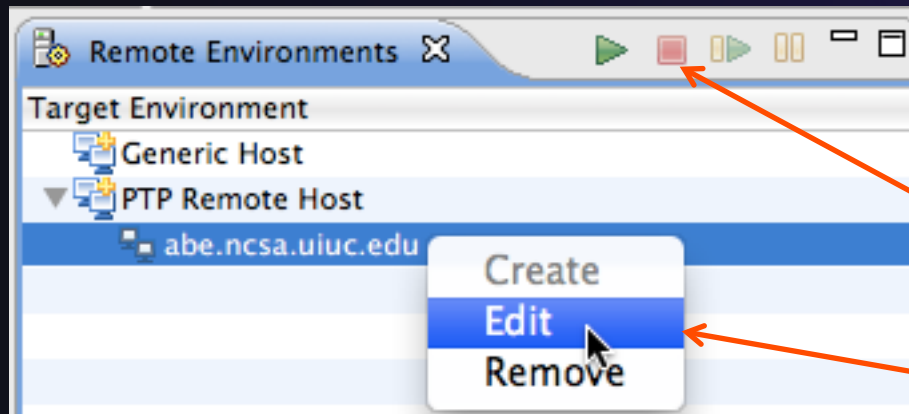 Remote Environments
Target Environment
Generic Host
PTP Remote Host
abe.ncsa.uiuc.edu
Create
Edit
Remove